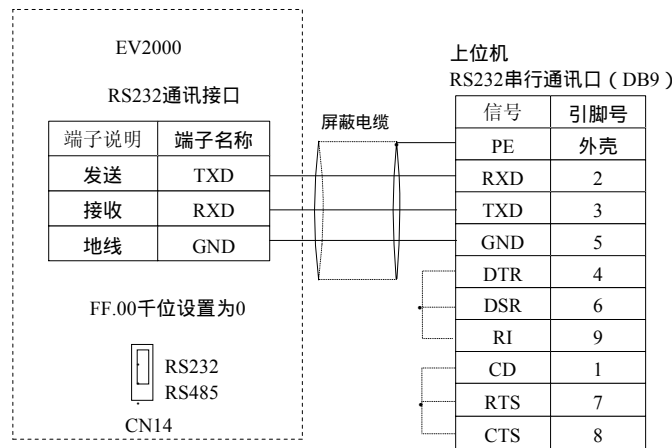 EV2000
RS232通讯接口
端子说明 端子名称
发送 TXD
接收 RXD
地线 GND
FF.00千位设置为0
RS232
RS485
CN14
屏蔽电缆
上位机
RS232串行通讯口（DB9）
信号 引脚号
PE 外壳
RXD 2
TXD 3
GND 5
DTR 4
DSR 6
RI 9
CD 1
RTS 7
CTS 8